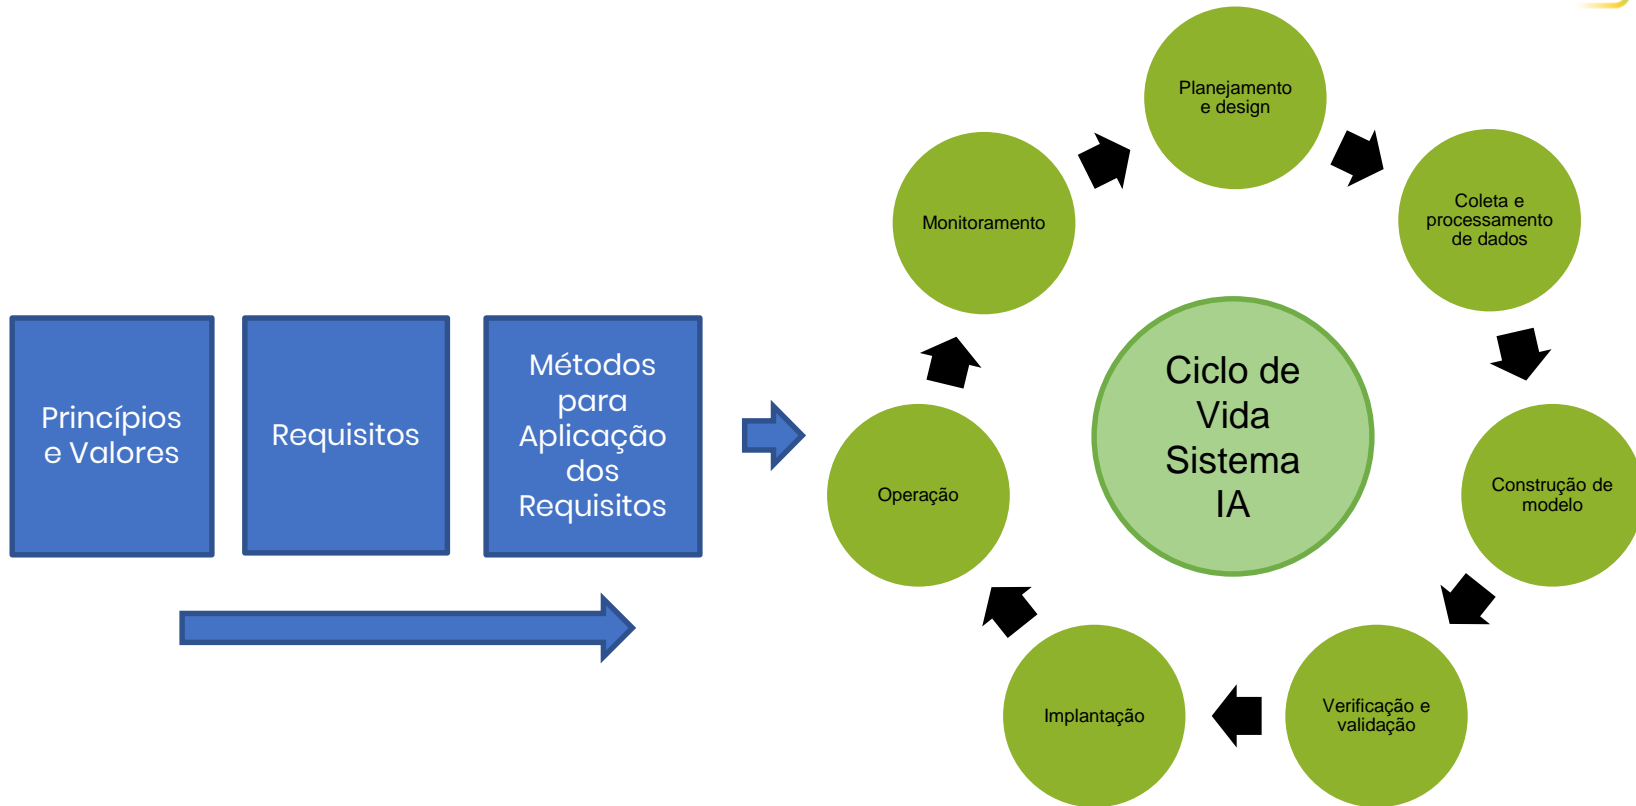 Princípios
e Valores
Requisitos
Métodos
para
Aplicação
dos
Requisitos
Planejamento
e design
Coleta e
processamento
de dados
Construção de
modelo
Verificação e
validação
Implantação
Operação
Monitoramento
Ciclo de
Vida
Sistema
IA